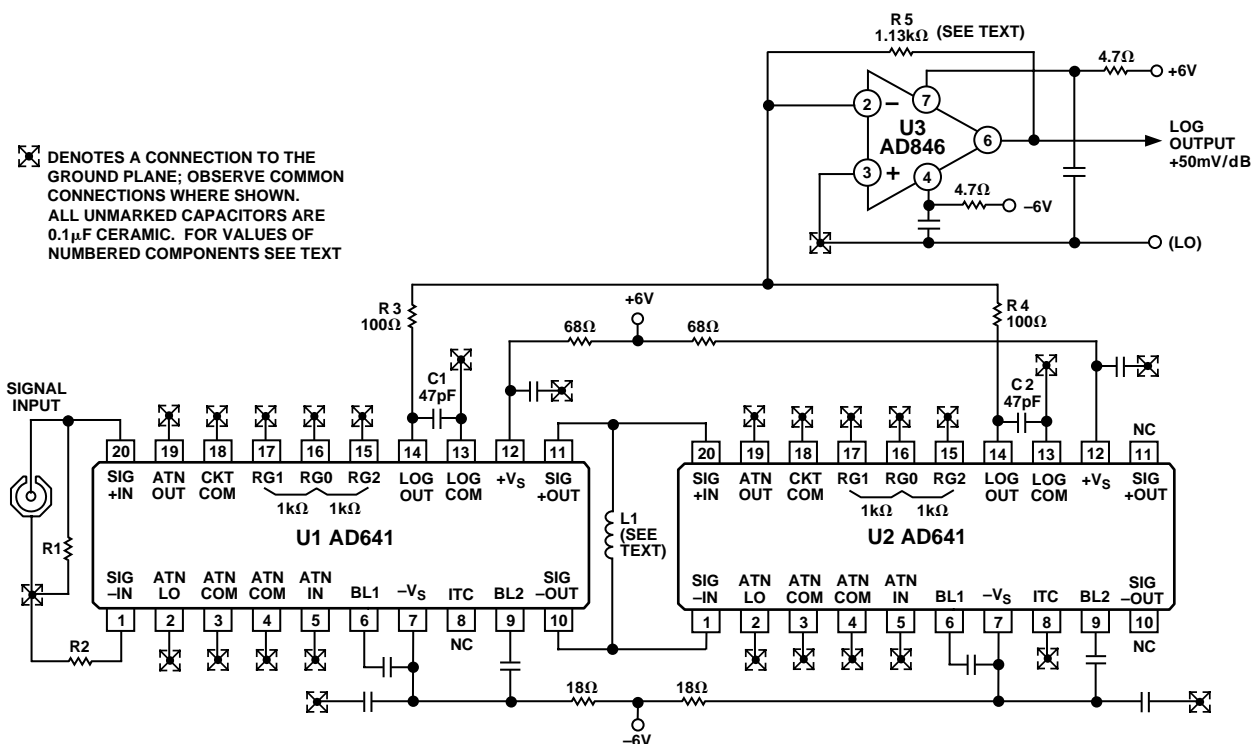 R5
1.13kΩ (SEE TEXT)
4.7Ω
+6V
2
–
7
U3
AD846
6
3
+
4
LOG
OUTPUT
+50mV/dB
4.7Ω
–6V
(LO)
DENOTES A CONNECTION TO THE
GROUND PLANE; OBSERVE COMMON
CONNECTIONS WHERE SHOWN.
ALL UNMARKED CAPACITORS ARE
0.1μF CERAMIC. FOR VALUES OF
NUMBERED COMPONENTS SEE TEXT
R3
100Ω
+6V
68Ω
68Ω
R4
100Ω
C1
47pF
C2
47pF
SIGNAL
INPUT
20 19 18 17 16 15 14 13 12 11
SIG +IN
ATN OUT
CKT COM
RG1 RG0 RG2
LOG OUT
LOG COM
+VS
SIG +OUT
1kΩ 1kΩ
U1 AD641
R1
SIG –IN
ATN LO
ATN COM
ATN COM
ATN IN
BL1
–VS
ITC
BL2
SIG –OUT
1 2 3 4 5 6 7 8 9 10
NC
R2
L1
(SEE
TEXT)
NC
20 19 18 17 16 15 14 13 12 11
SIG +IN
ATN OUT
CKT COM
RG1 RG0 RG2
LOG OUT
LOG COM
+VS
SIG +OUT
1kΩ 1kΩ
U2 AD641
SIG –IN
ATN LO
ATN COM
ATN COM
ATN IN
BL1
–VS
ITC
BL2
SIG –OUT
1 2 3 4 5 6 7 8 9 10
NC
18Ω
18Ω
–6V